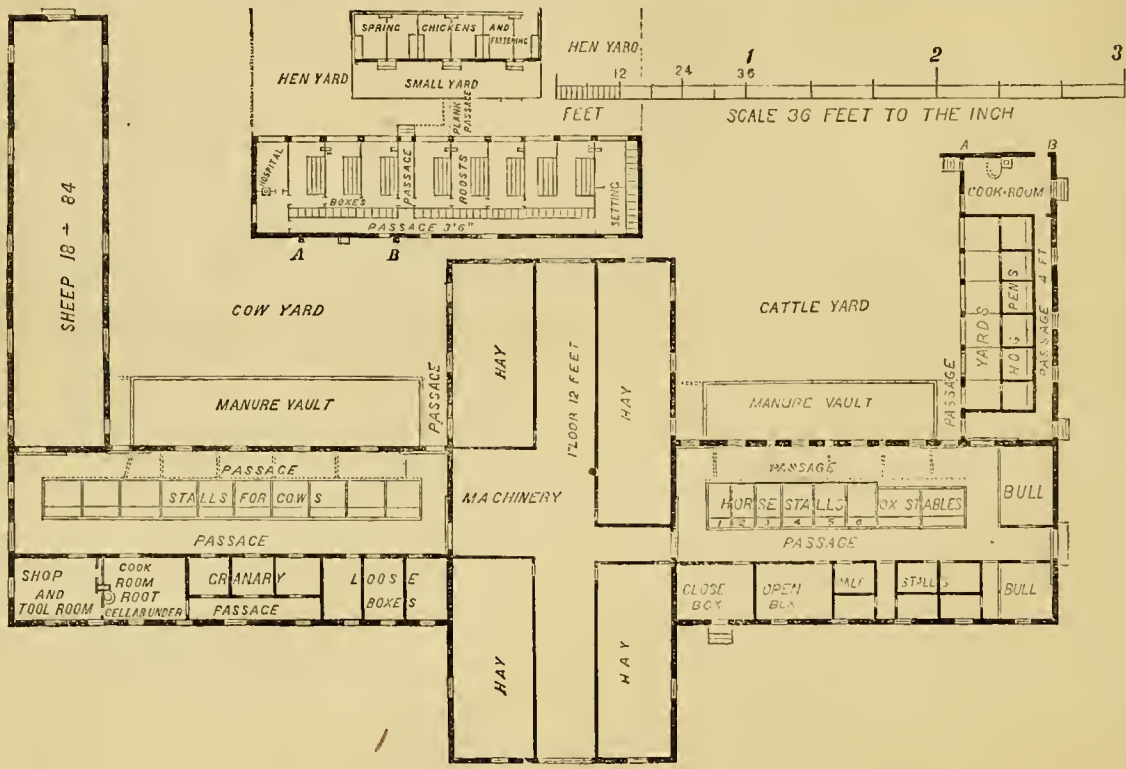 SPRING CHICKENS AND FATTENING
HEN YARD
SMALL YARD
HEN YARD
PLANK PASSAGE
12 24 36
1 2 3
FEET
SCALE 36 FEET TO THE INCH
HOSPITAL
BOXES
PASSAGE
ROOSTS
SETTING
PASSAGE 3'6"
A B
A B
COOK-ROOM
SHEEP 18 ÷ 84
COW YARD
HAY
FLOOR 12 FEET
HAY
CATTLE YARD
YARDS
HOG PENS
PASSAGE 4 FT
PASSAGE
MANURE VAULT
PASSAGE
MANURE VAULT
PASSAGE
STALLS FOR COWS
PASSAGE
MACHINERY
PASSAGE
HORSE STALLS
1 2 3 4 5 6
OX STABLES
PASSAGE
BULL
SHOP
AND
TOOL ROOM
COOK
ROOM
ROOT
CELLAR UNDER
GRANARY
PASSAGE
LOOSE
BOXES
HAY
HAY
CLOSE
BOX
OPEN
BOX
STALLS
BULL